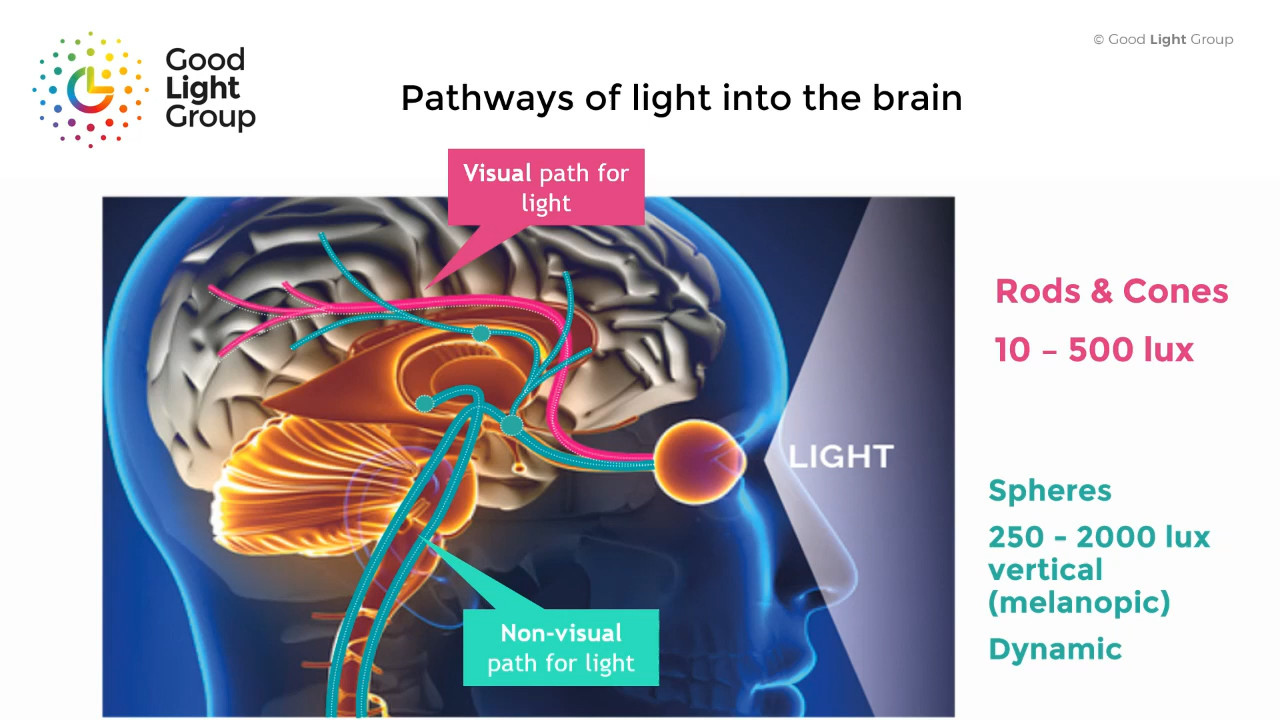 © Good Light Group
Good
Light
Group
Pathways of light into the brain
Visual path for
light
Rods & Cones
10 – 500 lux
LIGHT
Spheres
250 - 2000 lux
vertical
(melanopic)
Dynamic
Non-visual
path for light